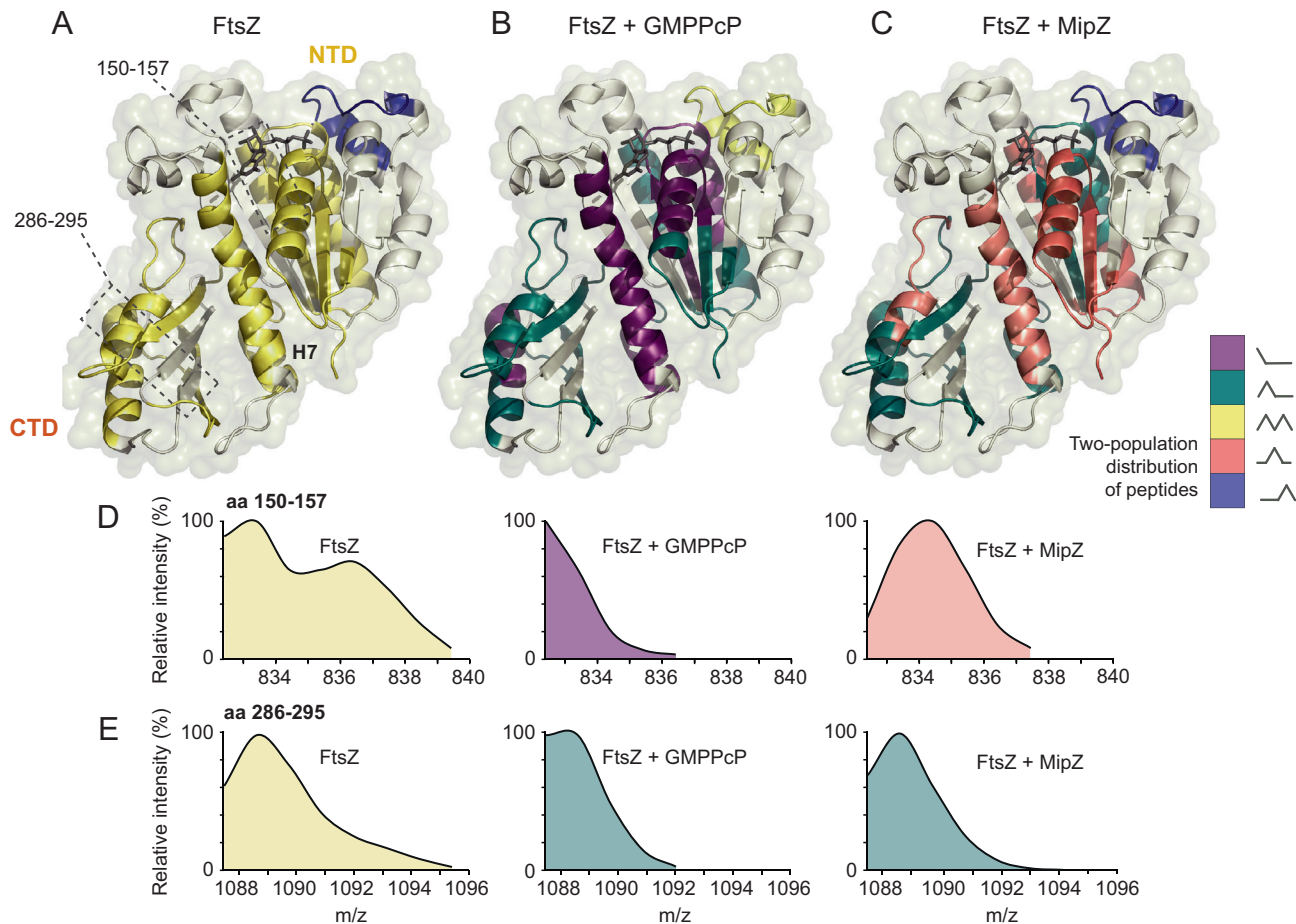 A
FtsZ
B
FtsZ + GMPPcP
C
FtsZ + MipZ
NTD
150-157
286-295
H7
CTD
Two-population
distribution
of peptides
D
aa 150-157
Relative intensity (%)
100
0
FtsZ
834 836 838 840
100
0
FtsZ + GMPPcP
834 836 838 840
100
0
FtsZ + MipZ
834 836 838 840
E
aa 286-295
Relative intensity (%)
100
0
FtsZ
1088 1090 1092 1094 1096
m/z
100
0
FtsZ + GMPPcP
1088 1090 1092 1094 1096
m/z
100
0
FtsZ + MipZ
1088 1090 1092 1094 1096
m/z